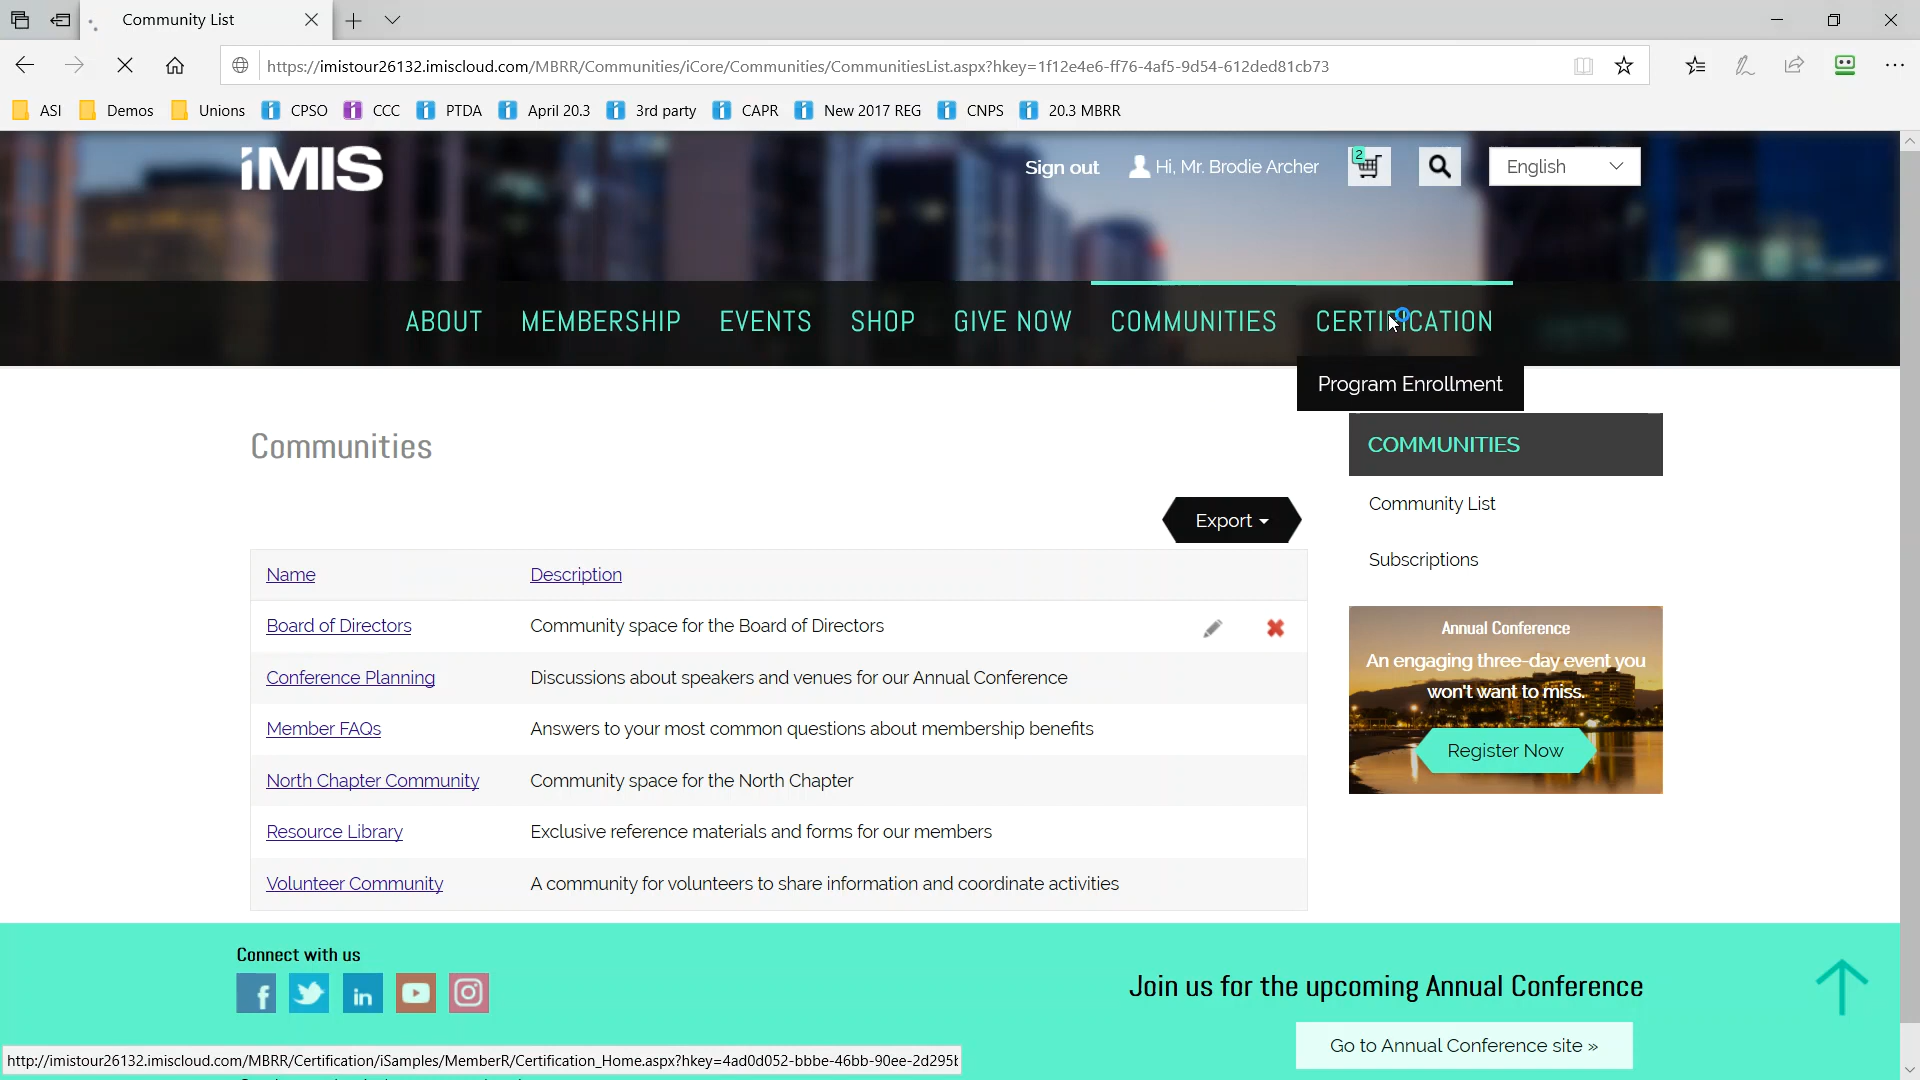 Community List
https://imistour26132.imiscloud.com/MBRR/Communities/iCore/Communities/CommunitiesList.aspx?hkey=1f12e4e6-ff76-4af5-9d54-612ded81cb73
ASI Demos Unions CPSO CCC PTDA April 20.3 3rd party CAPR New 2017 REG CNPS 20.3 MBRR
iMIS Sign out Hi, Mr. Brodie Archer 2 English
ABOUT MEMBERSHIP EVENTS SHOP GIVE NOW COMMUNITIES CERTIFICATION
Program Enrollment
Communities
COMMUNITIES
Community List
Subscriptions
Export
Name Description
Board of Directors Community space for the Board of Directors
Conference Planning Discussions about speakers and venues for our Annual Conference
Member FAQs Answers to your most common questions about membership benefits
North Chapter Community Community space for the North Chapter
Resource Library Exclusive reference materials and forms for our members
Volunteer Community A community for volunteers to share information and coordinate activities
Annual Conference
An engaging three-day event you
won't want to miss.
Register Now
Connect with us
Join us for the upcoming Annual Conference
Go to Annual Conference site »
http://imistour26132.imiscloud.com/MBRR/Certification/iSamples/MemberR/Certification_Home.aspx?hkey=4ad0d052-bbbe-46bb-90ee-2d295